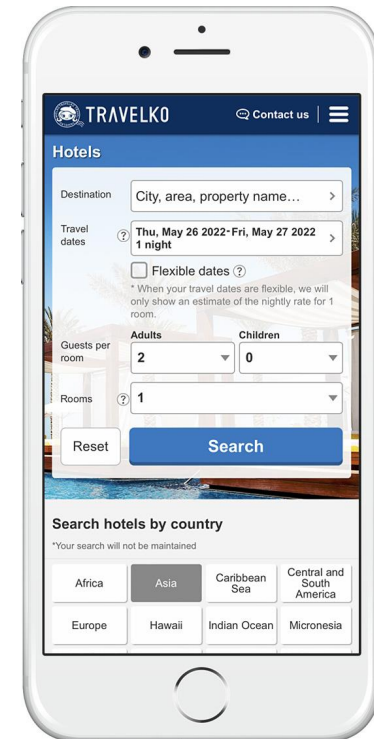 TRAVELKO
Contact us
Hotels
Destination
City, area, property name…
Travel dates
?
Thu, May 26 2022-Fri, May 27 2022
1 night
Flexible dates ?
* When your travel dates are flexible, we will
only show an estimate of the nightly rate for 1
room.
Guests per room
Adults
Children
2
0
Rooms
?
1
Reset
Search
Search hotels by country
*Your search will not be maintained
Africa
Asia
Caribbean Sea
Central and South America
Europe
Hawaii
Indian Ocean
Micronesia